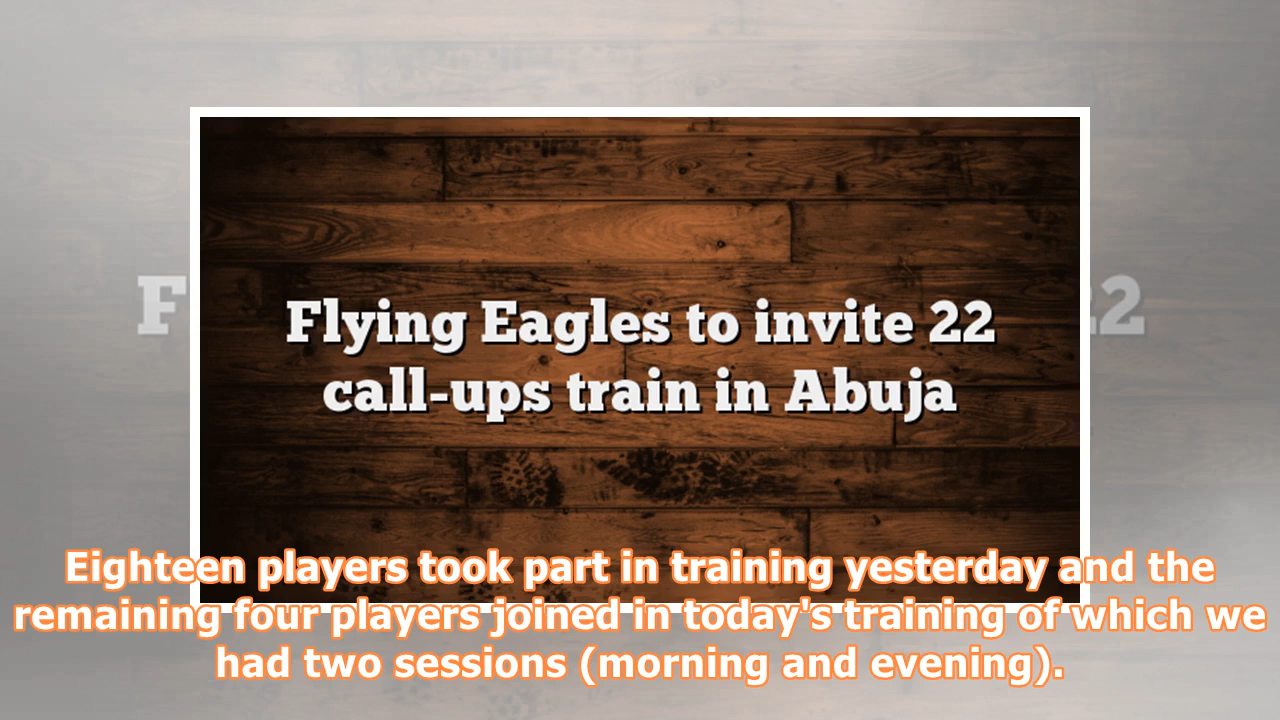 Flying Eagles to invite 22
call-ups train in Abuja
F
22
Eighteen players took part in training yesterday and the
remaining four players joined in today's training of which we
had two sessions (morning and evening).